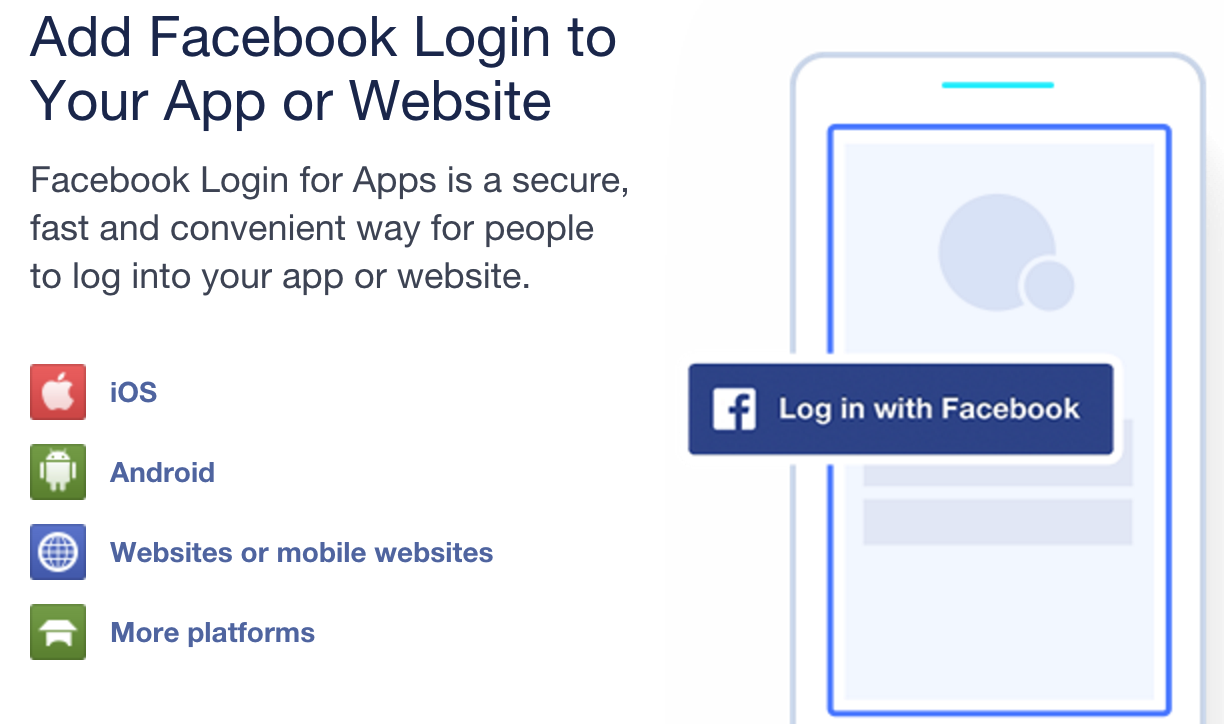 Add Facebook Login to
Your App or Website
Facebook Login for Apps is a secure,
fast and convenient way for people
to log into your app or website.
iOS
Android
Websites or mobile websites
More platforms
Log in with Facebook